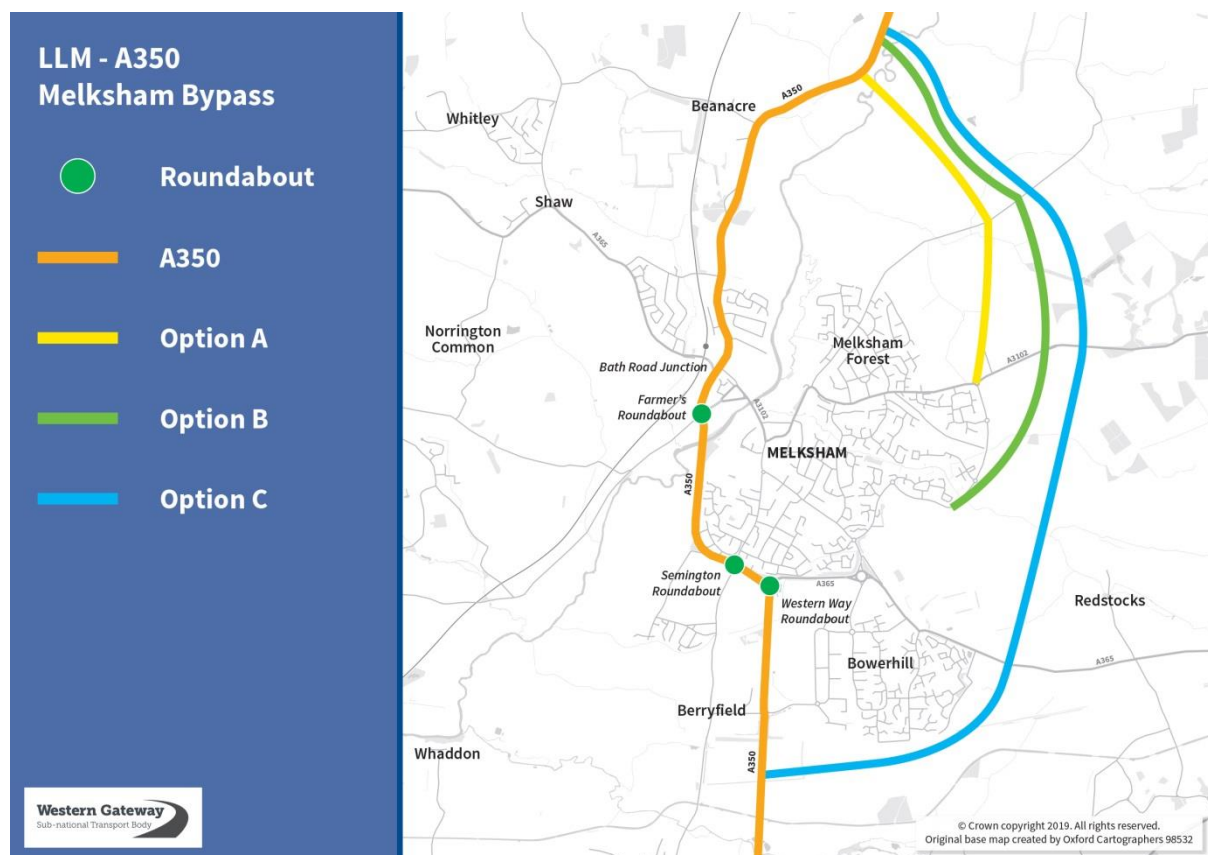 LLM - A350
Melksham Bypass
Roundabout
A350
Option A
Option B
Option C
Western Gateway
Sub-national Transport Body
A350
Beanacre
Whitley
Shaw
A365
Norrington
Common
Melksham
Forest
Bath Road Junction
A3102
Farmer's
Roundabout
A3102
MELKSHAM
A350
Semington
Roundabout
A365
Western Way
Roundabout
Redstocks
Bowerhill
A365
Berryfield
Whaddon
A350
© Crown copyright 2019. All rights reserved.
Original base map created by Oxford Cartographers 98532